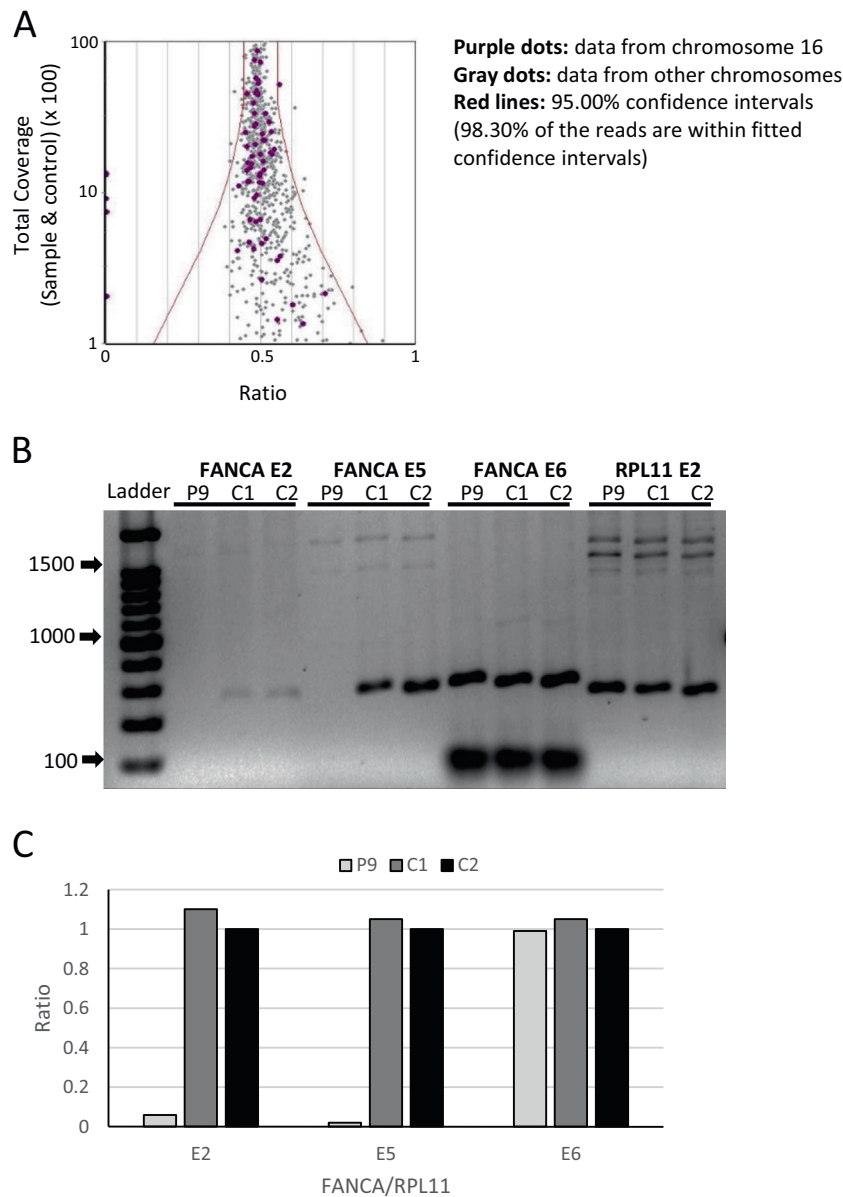 A
100
10
1
0
0.5
1
Total Coverage
(Sample & control)) (x 100)
Ratio
Purple dots: data from chromosome 16
Gray dots: data from other chromosomes
Red lines: 95.00% confidence intervals
(98.30% of the reads are within fitted
confidence intervals)
B
FANCA E2 FANCA E5 FANCA E6 RPL11 E2
Ladder P9 C1 C2 P9 C1 C2 P9 C1 C2 P9 C1 C2
1500
1000
100
C
P9 C1 C2
1.2
1
0.8
0.6
0.4
0.2
0
Ratio
E2 E5 E6
FANCA/RPL11